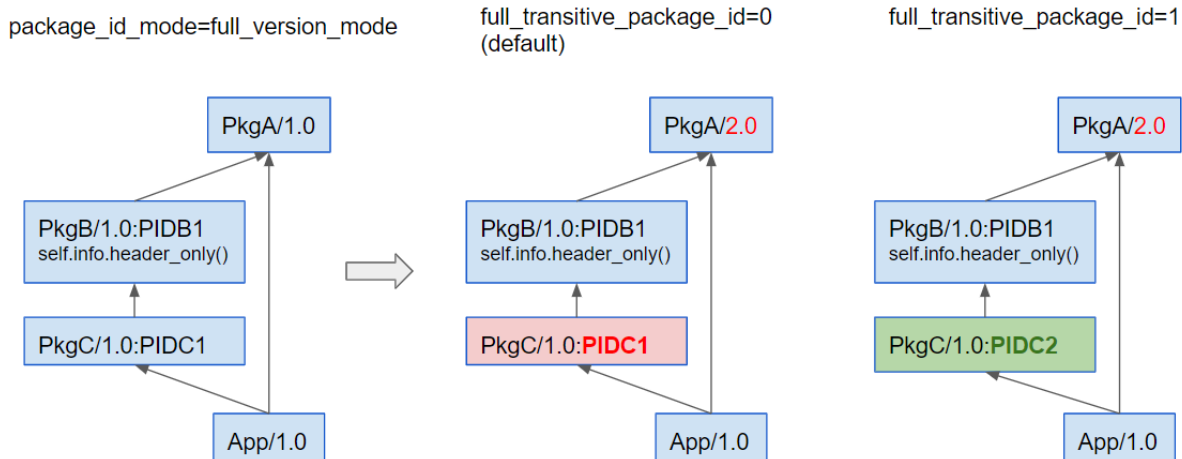 package_id_mode=full_version_mode
PkgA/1.0
PkgB/1.0:PIDB1
self.info.header_only()
PkgC/1.0:PIDC1
App/1.0
full_transitive_package_id=0
(default)
PkgA/2.0
PkgB/1.0:PIDB1
self.info.header_only()
PkgC/1.0:PIDC1
App/1.0
full_transitive_package_id=1
PkgA/2.0
PkgB/1.0:PIDB1
self.info.header_only()
PkgC/1.0:PIDC2
App/1.0